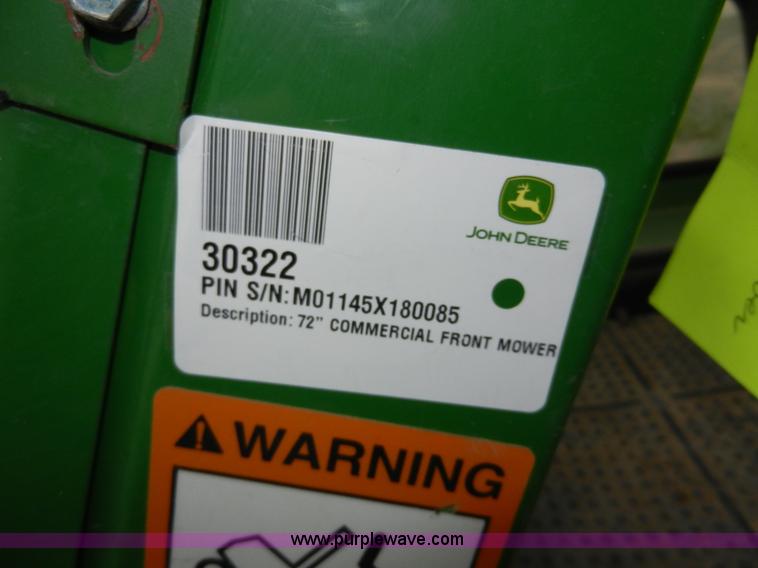 JOHN DEERE
30322
PIN S/N:M01145X180085
Description: 72" COMMERCIAL FRONT MOWER
WARNING
www.purplewave.com